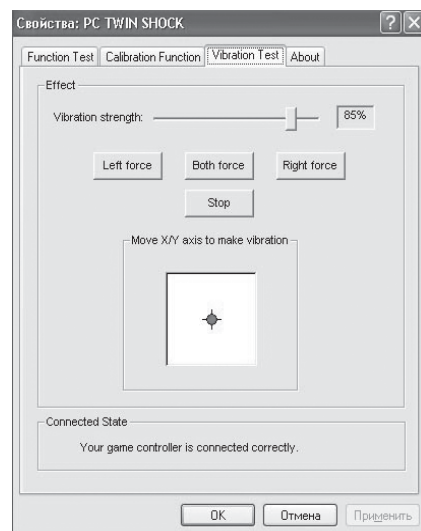 Свойства: PC TWIN SHOCK
Function Test Calibration Function Vibration Test About
Effect
Vibration strength: 85%
Left force Both force Right force
Stop
Move X/Y axis to make vibration
Connected State
Your game controller is connected correctly.
OK Отмена Применить